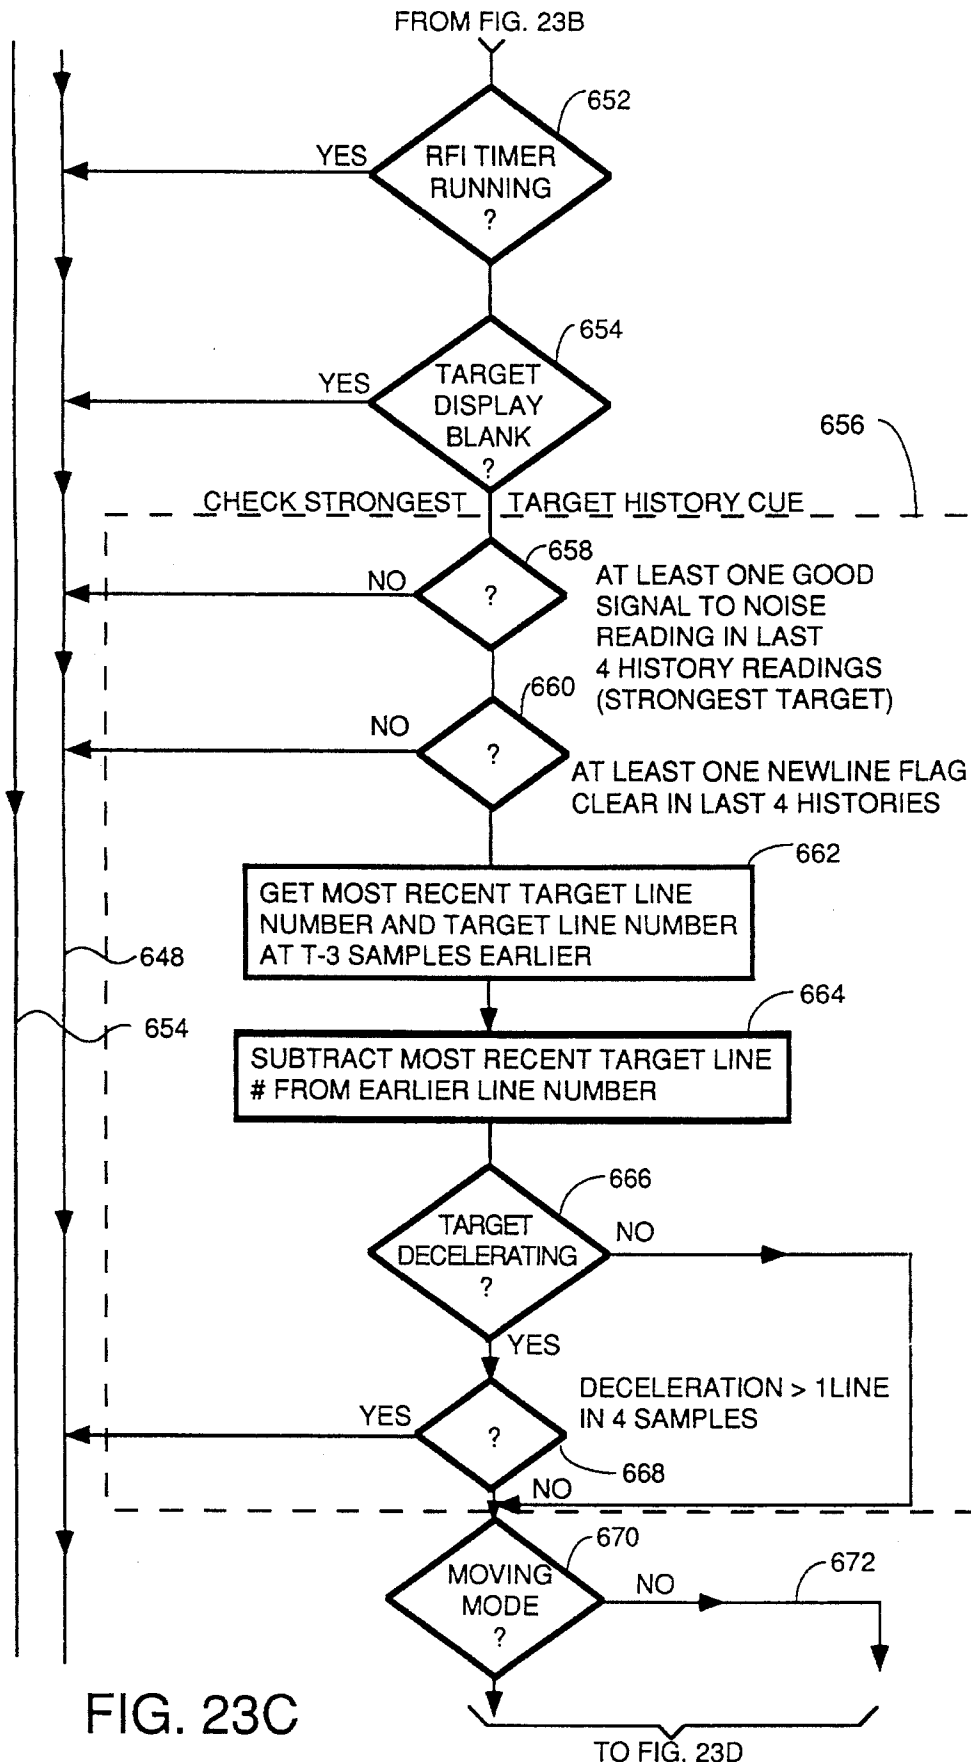 FROM FIG. 23B
652
YES
RFI TIMER
RUNNING
?
654
YES
TARGET
DISPLAY
BLANK
?
656
CHECK STRONGEST TARGET HISTORY CUE
658
NO
?
AT LEAST ONE GOOD
SIGNAL TO NOISE
READING IN LAST
4 HISTORY READINGS
(STRONGEST TARGET)
660
NO
?
AT LEAST ONE NEWLINE FLAG
CLEAR IN LAST 4 HISTORIES
662
GET MOST RECENT TARGET LINE
NUMBER AND TARGET LINE NUMBER
AT T-3 SAMPLES EARLIER
648
664
654
SUBTRACT MOST RECENT TARGET LINE
# FROM EARLIER LINE NUMBER
666
TARGET
DECELERATING
?
NO
YES
DECELERATION > 1LINE
IN 4 SAMPLES
YES
?
668
NO
670
MOVING
MODE
?
NO
672
FIG. 23C
TO FIG. 23D